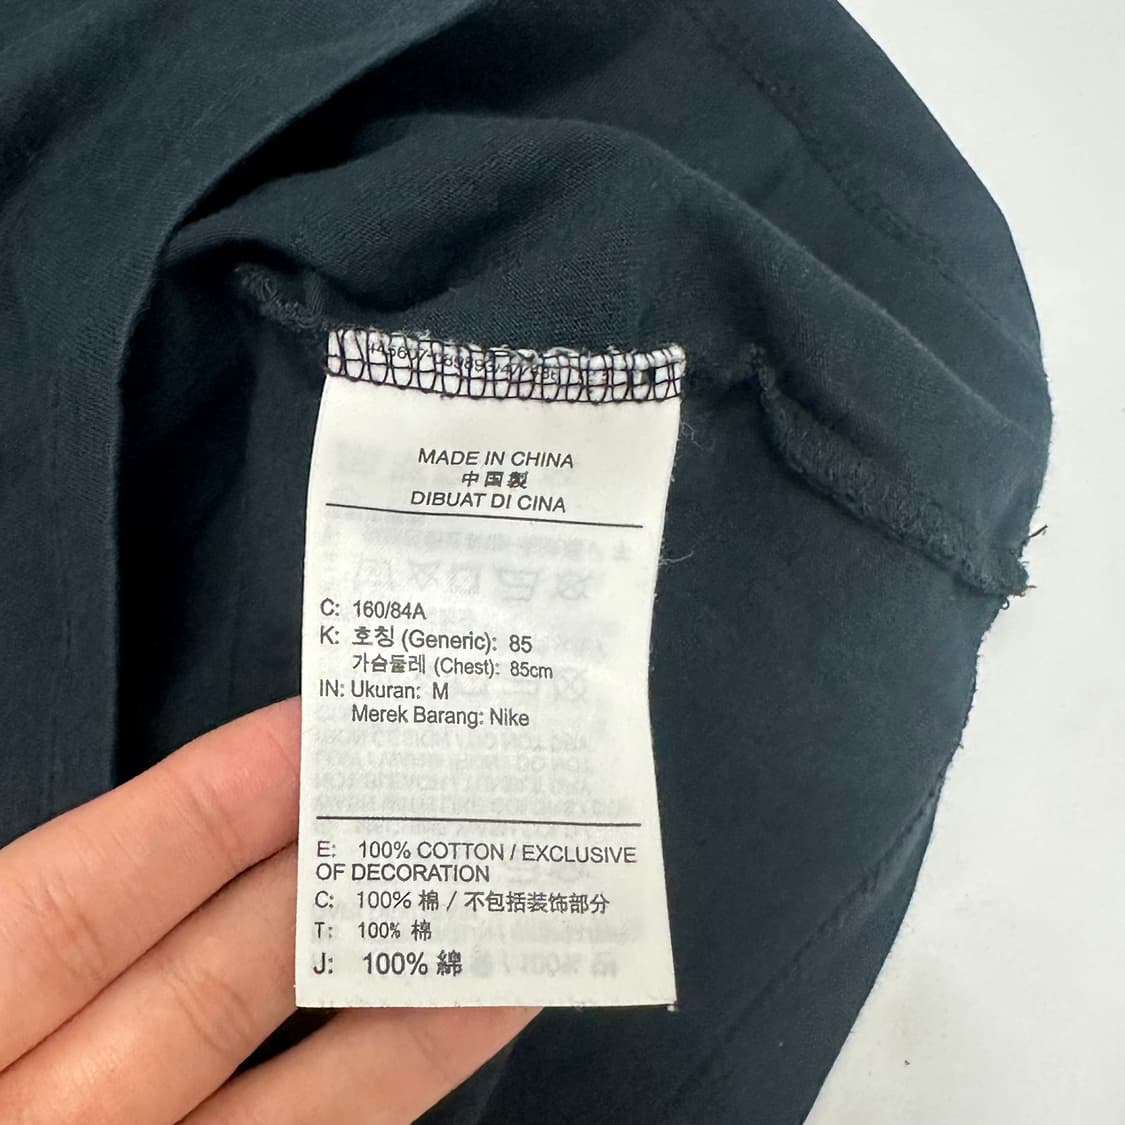 MADE IN CHINA
中国製
DIBUAT DI CINA
C: 160/84A
K: 호칭 (Generic): 85
가슴둘레 (Chest): 85cm
IN: Ukuran: M
Merek Barang: Nike
E: 100% COTTON / EXCLUSIVE
OF DECORATION
C: 100% 棉 / 不包括装饰部分
T: 100% 棉
J: 100% 綿